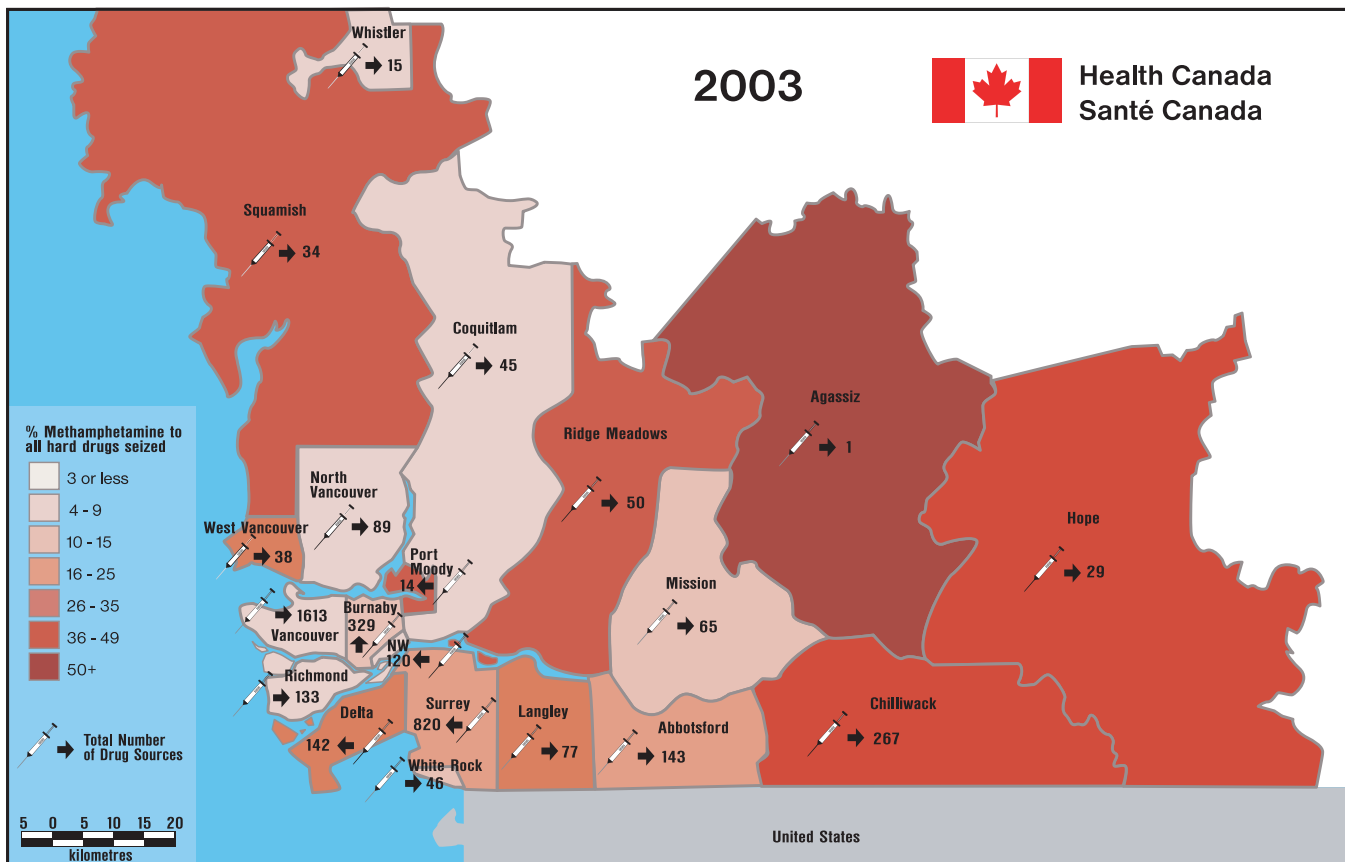 2003
Health Canada
Santé Canada
Whistler
15
Squamish
34
Coquitlam
45
Ridge Meadows
50
Agassiz
1
Hope
29
North
Vancouver
89
West Vancouver
38
Port
Moody
14
Mission
65
1613
Vancouver
Burnaby
329
NW
120
Richmond
133
Delta
142
Surrey
820
White Rock
46
Langley
77
Abbotsford
143
Chilliwack
267
United States
% Methamphetamine to
all hard drugs seized
3 or less
4 - 9
10 - 15
16 - 25
26 - 35
36 - 49
50+
Total Number
of Drug Sources
5 0 5 10 15 20
kilometres